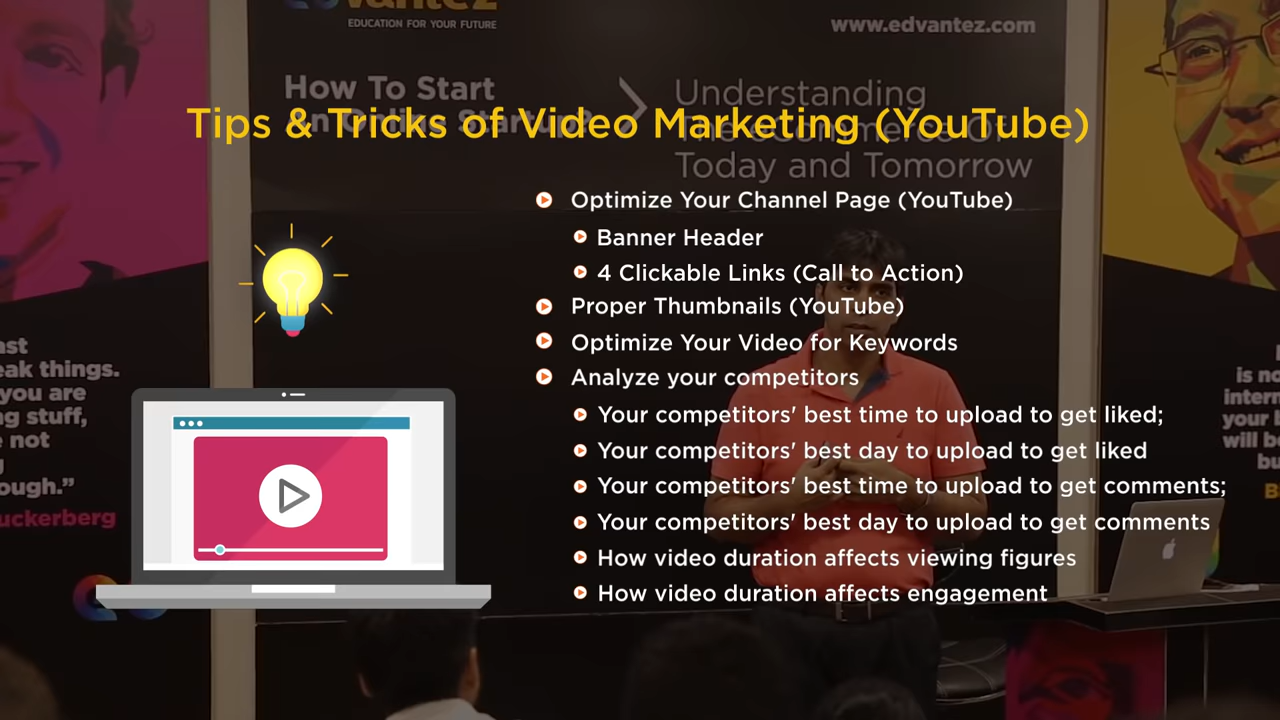 vantez
EDUCATION FOR YOUR FUTURE
www.edvantez.com
How To Start
Understanding
Today and Tomorrow
Tips & Tricks of Video Marketing (YouTube)
Optimize Your Channel Page (YouTube)
Banner Header
4 Clickable Links (Call to Action)
Proper Thumbnails (YouTube)
Optimize Your Video for Keywords
Analyze your competitors
Your competitors' best time to upload to get liked;
Your competitors' best day to upload to get liked
Your competitors' best time to upload to get comments;
Your competitors' best day to upload to get comments
How video duration affects viewing figures
How video duration affects engagement
eak things.
you are
stuff,
not
ough.”
uckerberg
is no
intern
your b
will be
bu